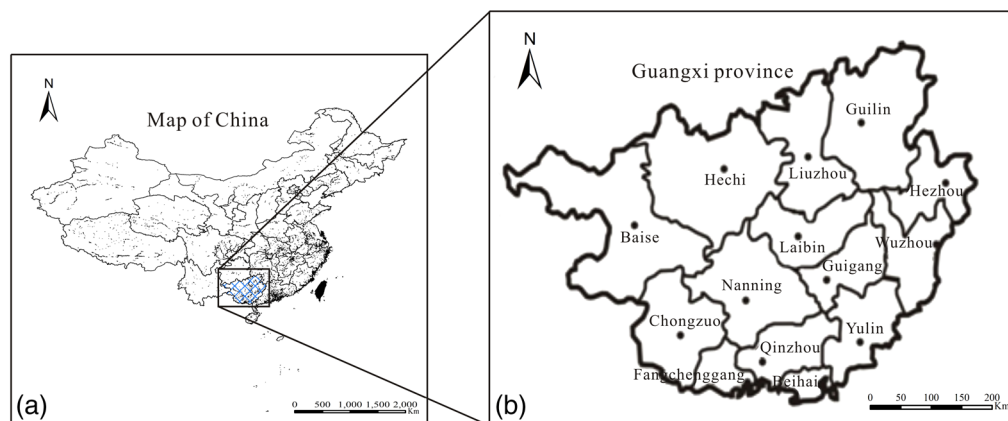 N
Map of China
0 500 1,000 1,500 2,000
Km
(a)
N
Guangxi province
Guilin
Hechi
Liuzhou
Hezhou
Baise
Laibin
Wuzhou
Guigang
Nanning
Chongzuo
Yulin
Qinzhou
Fangchenggang
Beihai
0 50 100 150 200
Km
(b)